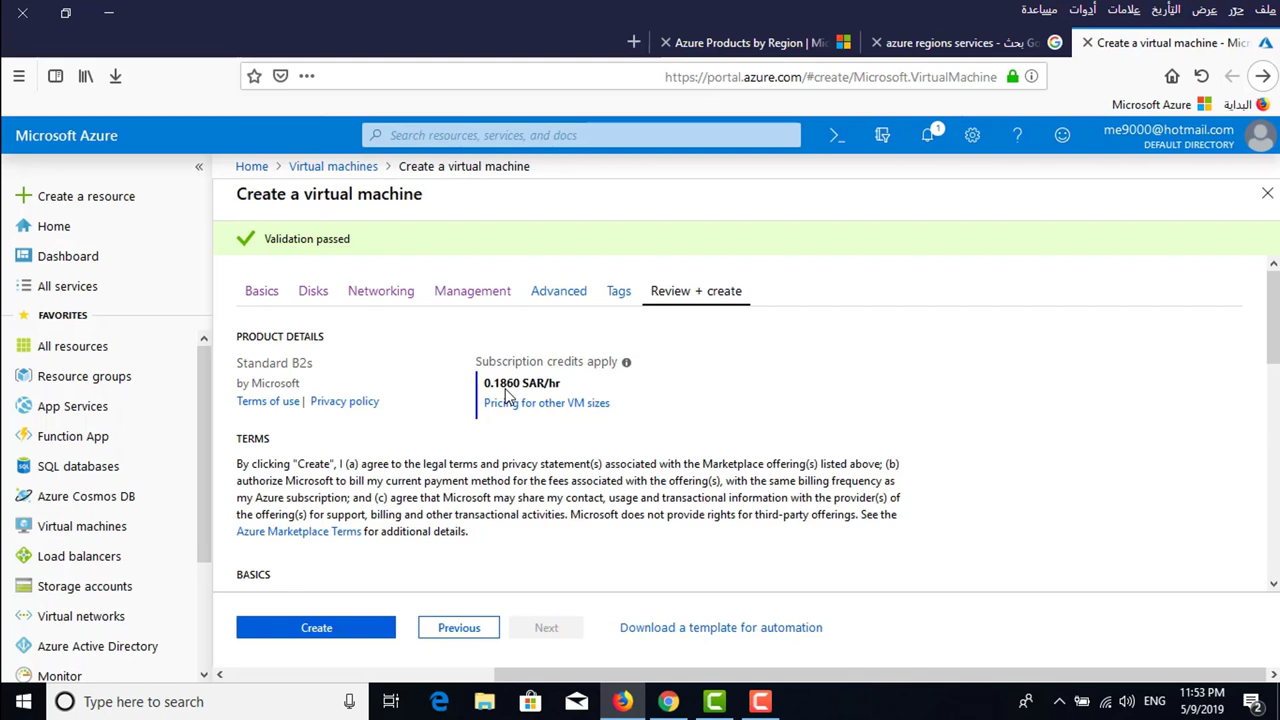 ملف حرّر عرض التأريخ علامات أدوات مساعدة
Create a virtual machine - Mic
azure regions services - بحث Go
Azure Products by Region | Mic
https://portal.azure.com/#create/Microsoft.VirtualMachine
البداية Microsoft Azure
Microsoft Azure
Search resources, services, and docs
1
me9000@hotmail.com
DEFAULT DIRECTORY
Create a resource
Home
Dashboard
All services
FAVORITES
All resources
Resource groups
App Services
Function App
SQL databases
Azure Cosmos DB
Virtual machines
Load balancers
Storage accounts
Virtual networks
Azure Active Directory
Monitor
Home > Virtual machines > Create a virtual machine
Create a virtual machine
Validation passed
Basics Disks Networking Management Advanced Tags Review + create
PRODUCT DETAILS
Standard B2s
by Microsoft
Terms of use | Privacy policy
Subscription credits apply
0.1860 SAR/hr
Pricing for other VM sizes
TERMS
By clicking "Create", I (a) agree to the legal terms and privacy statement(s) associated with the Marketplace offering(s) listed above; (b)
authorize Microsoft to bill my current payment method for the fees associated with the offering(s), with the same billing frequency as
my Azure subscription; and (c) agree that Microsoft may share my contact, usage and transactional information with the provider(s) of
the offering(s) for support, billing and other transactional activities. Microsoft does not provide rights for third-party offerings. See the
Azure Marketplace Terms for additional details.
BASICS
Create Previous Next Download a template for automation
Type here to search
ENG
11:53 PM
5/9/2019
2